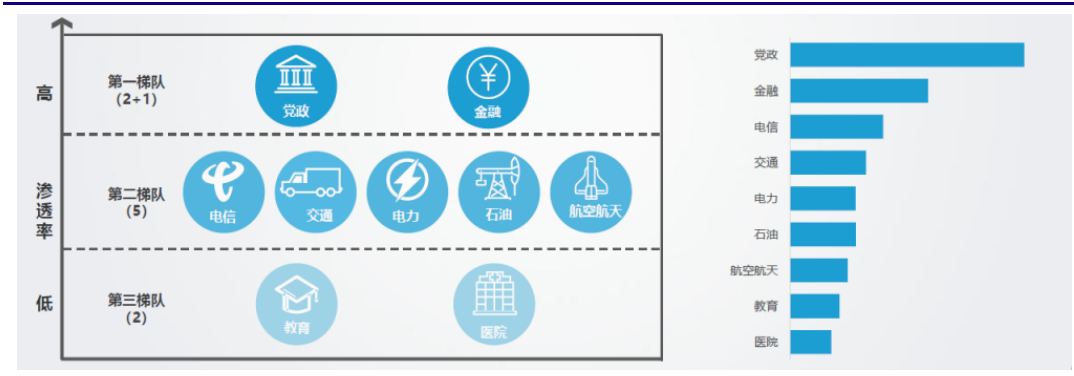 高
渗
透
率
低
第一梯队
(2+1)
党政
¥
金融
第二梯队
(5)
电信
交通
电力
石油
航空航天
第三梯队
(2)
教育
医院
党政
金融
电信
交通
电力
石油
航空航天
教育
医院